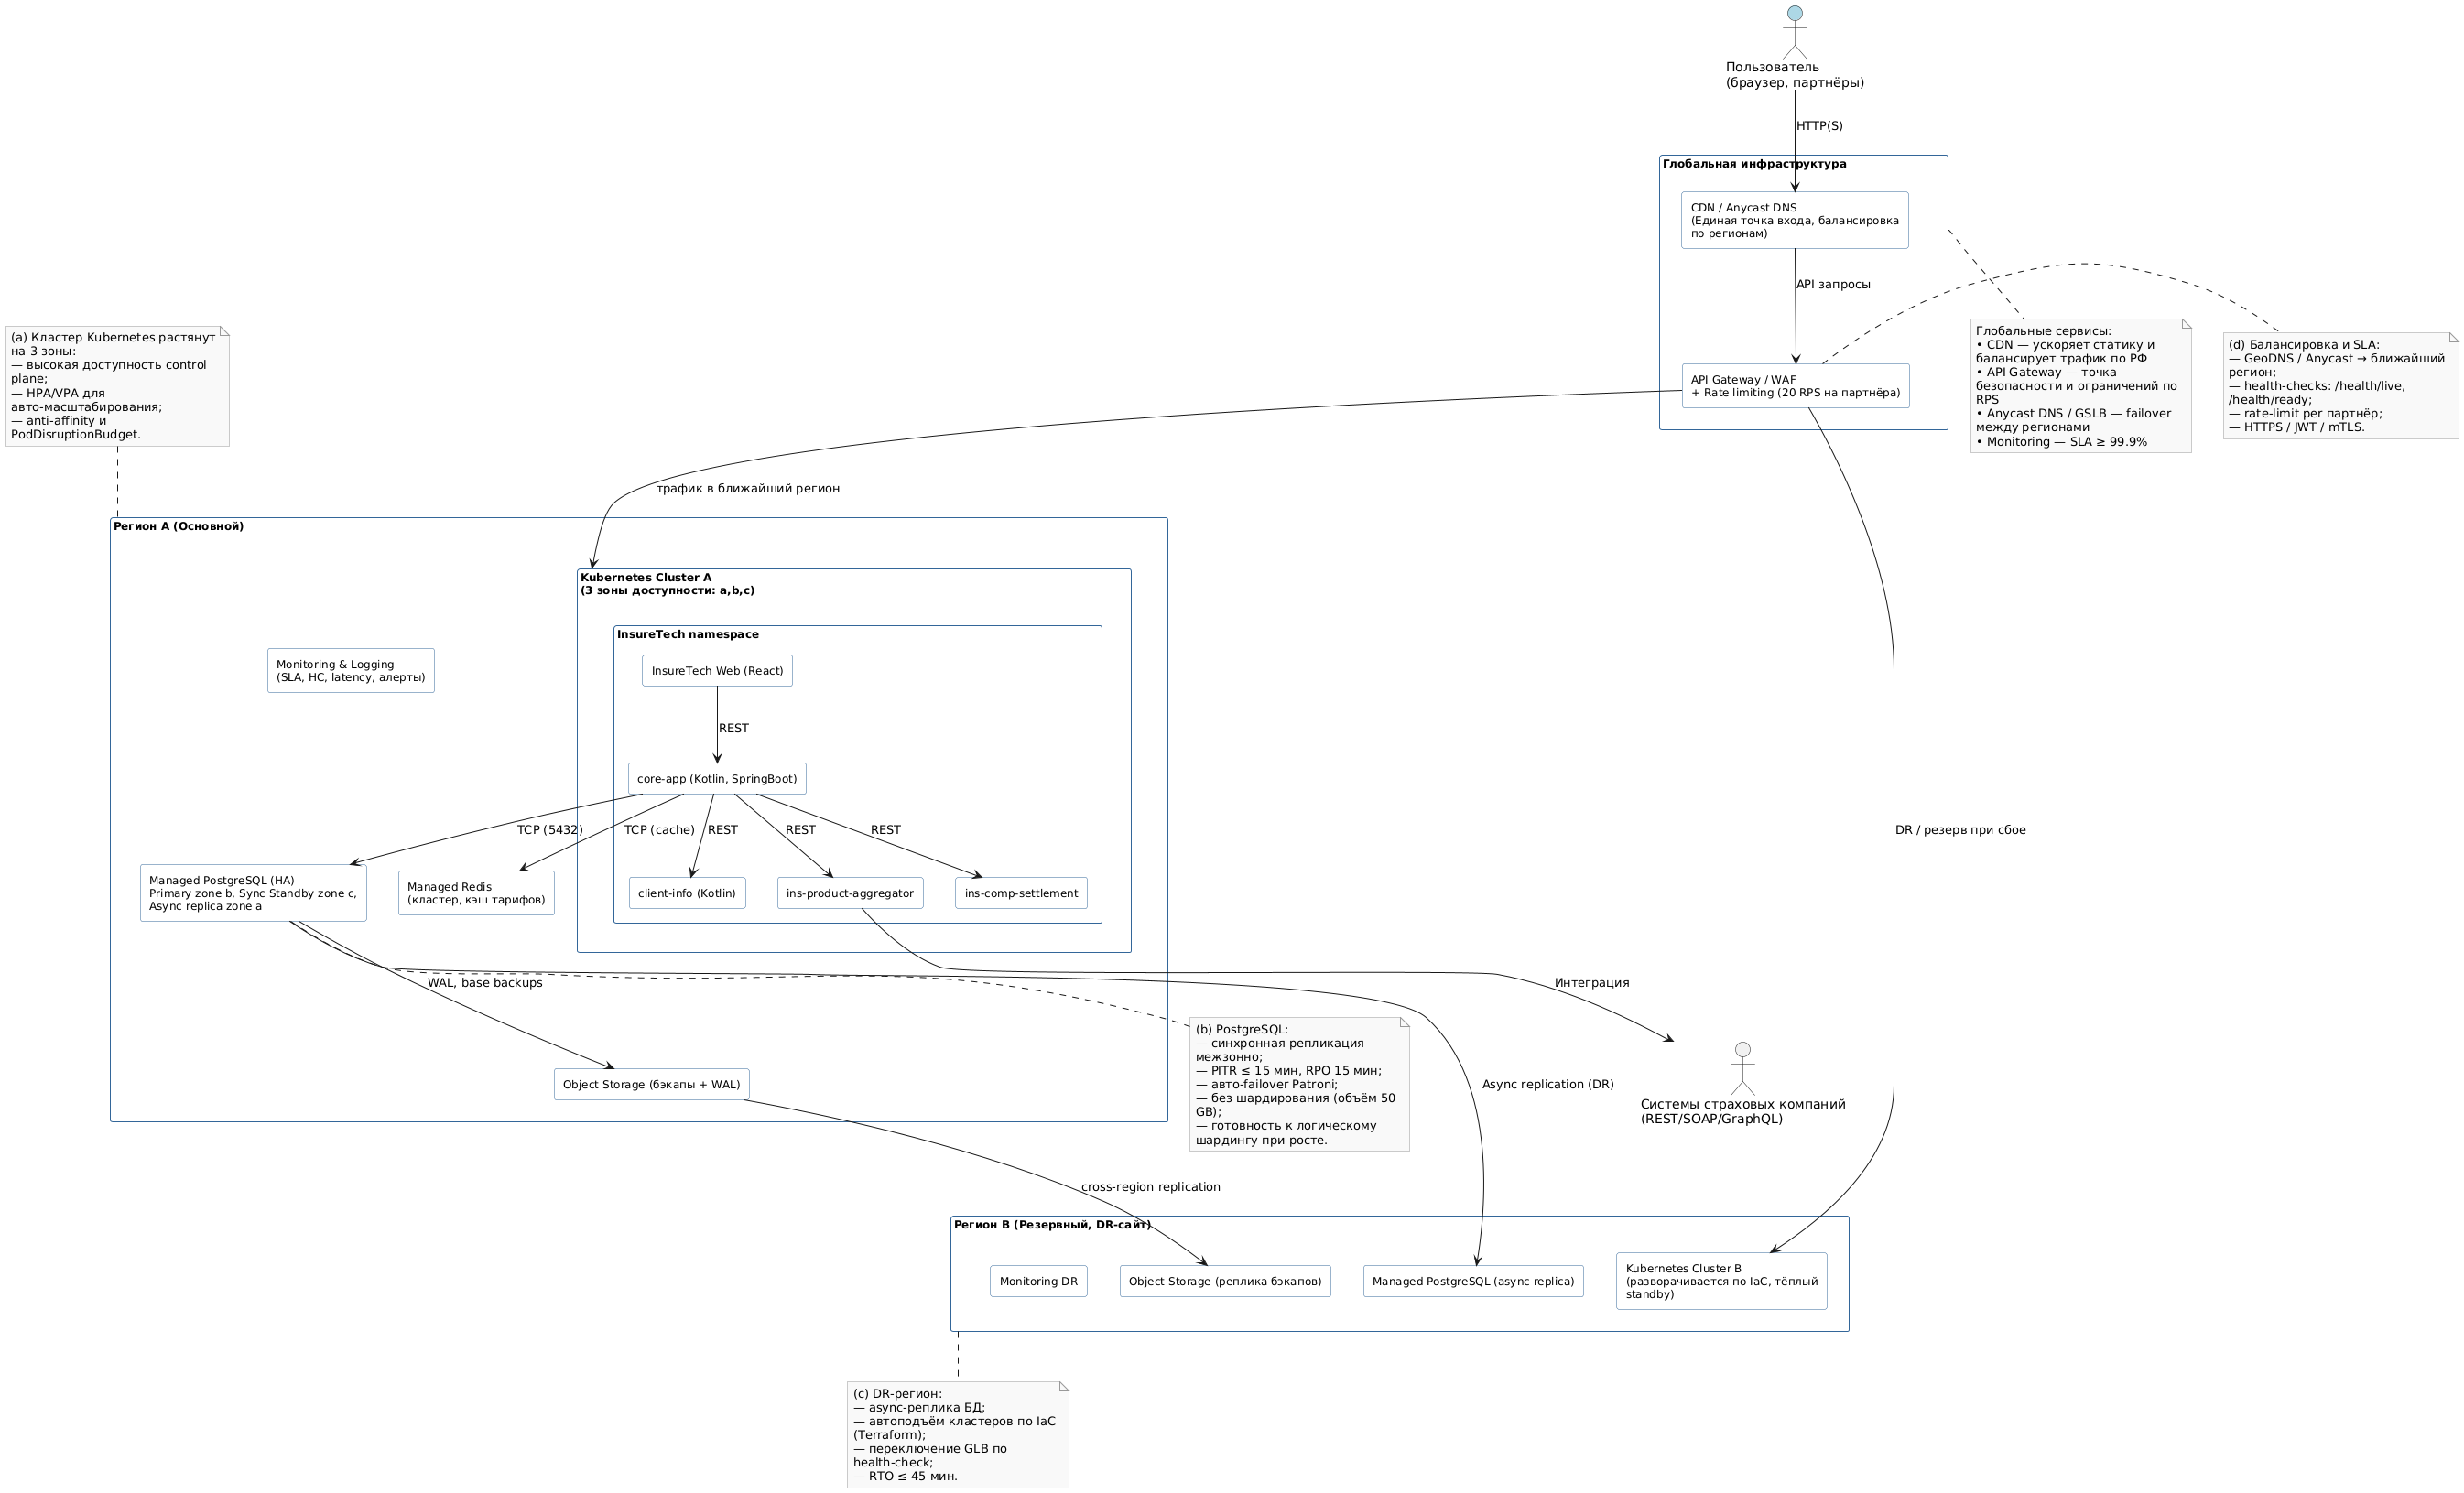 Пользователь
(браузер, партнёры)
HTTP(S)
Глобальная инфраструктура
CDN / Anycast DNS
(Единая точка входа, балансировка
по регионам)
API запросы
API Gateway / WAF
+ Rate limiting (20 RPS на партнёра)
Глобальные сервисы:
• CDN — ускоряет статику и
балансирует трафик по РФ
• API Gateway — точка
безопасности и ограничений по
RPS
• Anycast DNS / GSLB — failover
между регионами
• Monitoring — SLA ≥ 99.9%
(d) Балансировка и SLA:
— GeoDNS / Anycast → ближайший
регион;
— health-checks: /health/live,
/health/ready;
— rate-limit per партнёр;
— HTTPS / JWT / mTLS.
(a) Кластер Kubernetes растянут
на 3 зоны:
— высокая доступность control
plane;
— HPA/VPA для
авто-масштабирования;
— anti-affinity и
PodDisruptionBudget.
трафик в ближайший регион
Регион A (Основной)
Kubernetes Cluster A
(3 зоны доступности: a,b,c)
InsureTech namespace
Monitoring & Logging
(SLA, HC, latency, алерты)
InsureTech Web (React)
REST
core-app (Kotlin, SpringBoot)
TCP (5432)
TCP (cache)
REST
REST
REST
DR / резерв при сбое
Managed PostgreSQL (HA)
Primary zone b, Sync Standby zone c,
Async replica zone a
Managed Redis
(кластер, кэш тарифов)
client-info (Kotlin)
ins-product-aggregator
ins-comp-settlement
WAL, base backups
Интеграция
(b) PostgreSQL:
— синхронная репликация
межзонно;
— PITR ≤ 15 мин, RPO 15 мин;
— авто-failover Patroni;
— без шардирования (объём 50
GB);
— готовность к логическому
шардингу при росте.
Object Storage (бэкапы + WAL)
Async replication (DR)
Системы страховых компаний
(REST/SOAP/GraphQL)
cross-region replication
Регион B (Резервный, DR-сайт)
Monitoring DR
Object Storage (реплика бэкапов)
Managed PostgreSQL (async replica)
Kubernetes Cluster B
(разворачивается по IaC, тёплый
standby)
(c) DR-регион:
— async-реплика БД;
— автоподъём кластеров по IaC
(Terraform);
— переключение GLB по
health-check;
— RTO ≤ 45 мин.